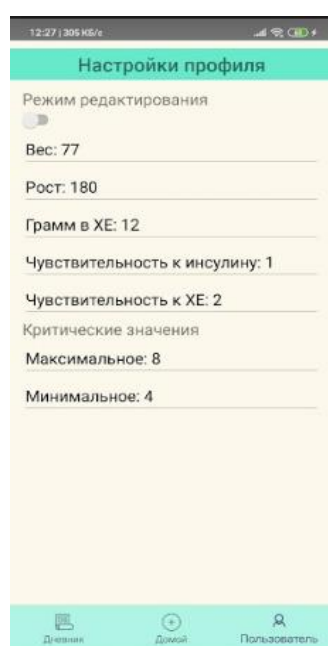 12:27 | 305 КБ/с
Настройки профиля
Режим редактирования
Вес: 77
Рост: 180
Грамм в ХЕ: 12
Чувствительность к инсулину: 1
Чувствительность к ХЕ: 2
Критические значения
Максимальное: 8
Минимальное: 4
Дневник
Домой
Пользователь